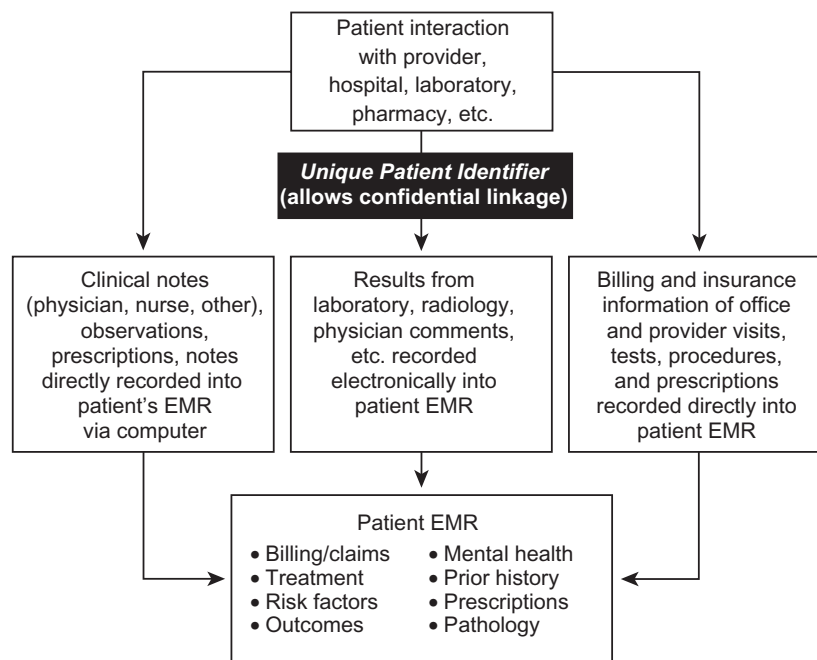 Patient interaction
with provider,
hospital, laboratory,
pharmacy, etc.
Unique Patient Identifier
(allows confidential linkage)
Clinical notes
(physician, nurse, other),
observations,
prescriptions, notes
directly recorded into
patient’s EMR
via computer
Results from
laboratory, radiology,
physician comments,
etc. recorded
electronically into
patient EMR
Billing and insurance
information of office
and provider visits,
tests, procedures,
and prescriptions
recorded directly into
patient EMR
Patient EMR
• Billing/claims
• Treatment
• Risk factors
• Outcomes
• Mental health
• Prior history
• Prescriptions
• Pathology